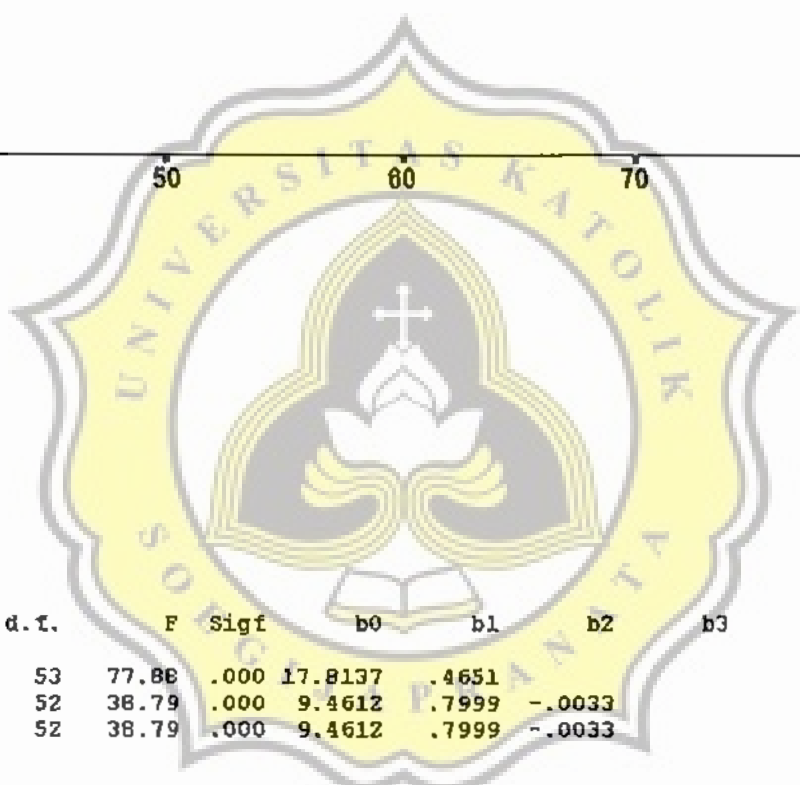 50 60 70
UNIVERSITAS KATOLIK
SOEGIJAPRANATA
d.f. F Sigf b0 b1 b2 b3
53 77.88 .000 17.8137 .4651
52 38.79 .000 9.4612 .7999 -.0033
52 38.79 .000 9.4612 .7999 -.0033